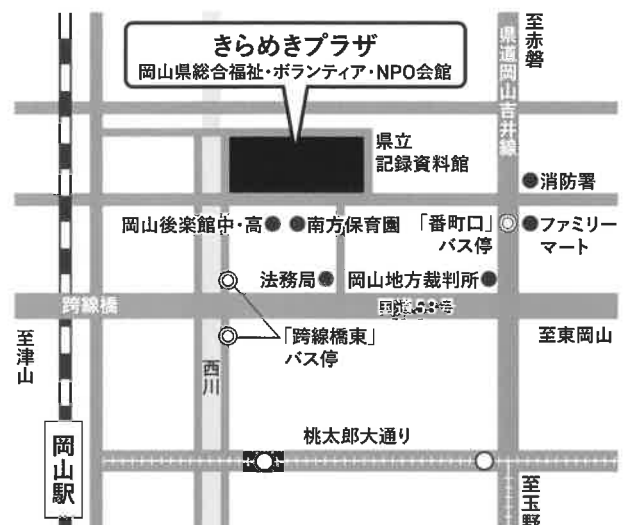 きらめきプラザ
岡山県総合福祉・ボランティア・NPO会館
至赤磐
県道岡山吉井線
県立
記録資料館
消防署
岡山後楽館中・高
南方保育園
「番町口」
バス停
ファミリー
マート
法務局
岡山地方裁判所
跨線橋
国道53号
至津山
「跨線橋東」
バス停
至東岡山
西川
桃太郎大通り
岡山駅
至玉野